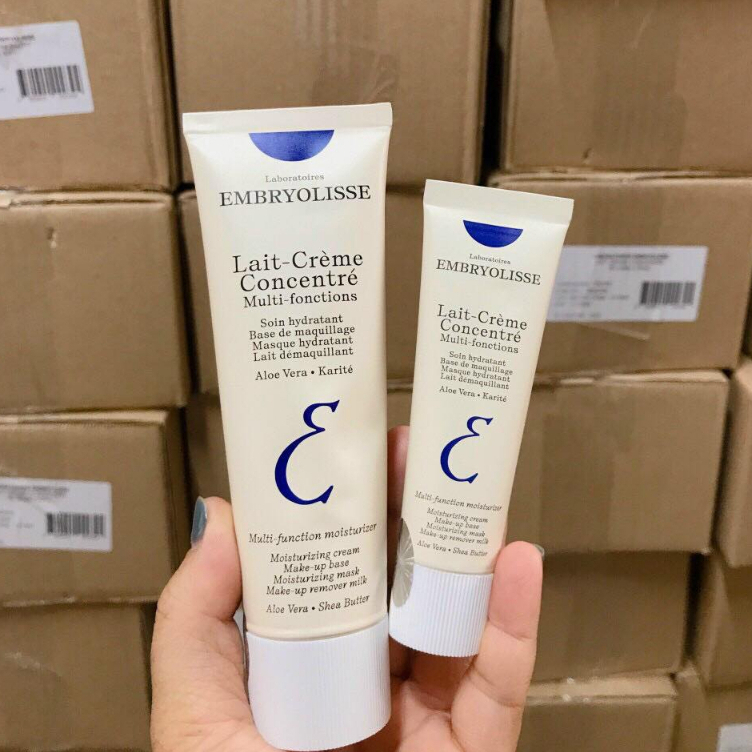 Laboratoires
EMBRYOLISSE
Lait-Crème
Concentré
Multi-fonctions
Soin hydratant
Base de maquillage
Masque hydratant
Lait démaquillant
Aloe Vera • Karité
ε
Multi-function moisturizer
Moisturizing cream
Make-up base
Moisturizing mask
Make-up remover milk
Aloe Vera • Shea Butter
Laboratoires
EMBRYOLISSE
Lait-Crème
Concentré
Multi-fonctions
Soin hydratant
Base de maquillage
Masque hydratant
Lait démaquillant
Aloe Vera • Karité
ε
Multi-function moisturizer
Moisturizing cream
Make-up base
Moisturizing mask
Make-up remover milk
Aloe Vera • Shea Butter